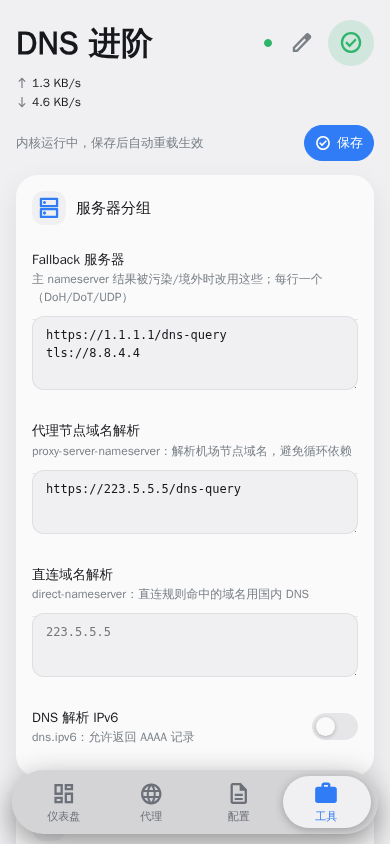 DNS 进阶
↑ 1.3 KB/s
↓ 4.6 KB/s
内核运行中，保存后自动重载生效
保存
服务器分组
Fallback 服务器
主 nameserver 结果被污染/境外时改用这些；每行一个
（DoH/DoT/UDP）
https://1.1.1.1/dns-query
tls://8.8.4.4
代理节点域名解析
proxy-server-nameserver：解析机场节点域名，避免循环依赖
https://223.5.5.5/dns-query
直连域名解析
direct-nameserver：直连规则命中的域名用国内 DNS
223.5.5.5
DNS 解析 IPv6
dns.ipv6：允许返回 AAAA 记录
仪表盘
代理
配置
工具